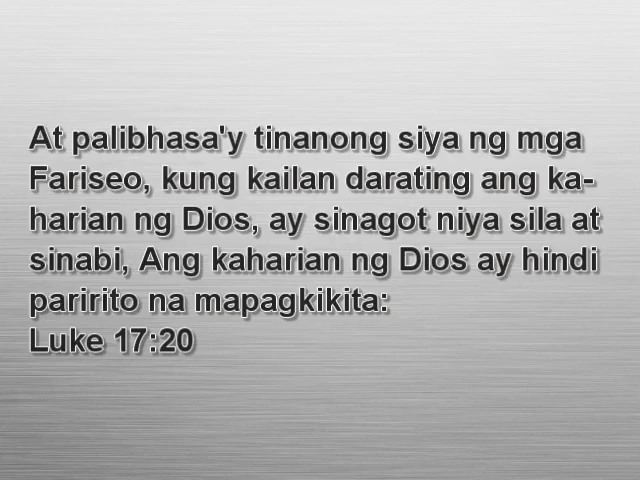 At palibhasa'y tinanong siya ng mga
Fariseo, kung kailan darating ang ka-
harian ng Dios, ay sinagot niya sila at
sinabi, Ang kaharian ng Dios ay hindi
paririto na mapagkikita:
Luke 17:20